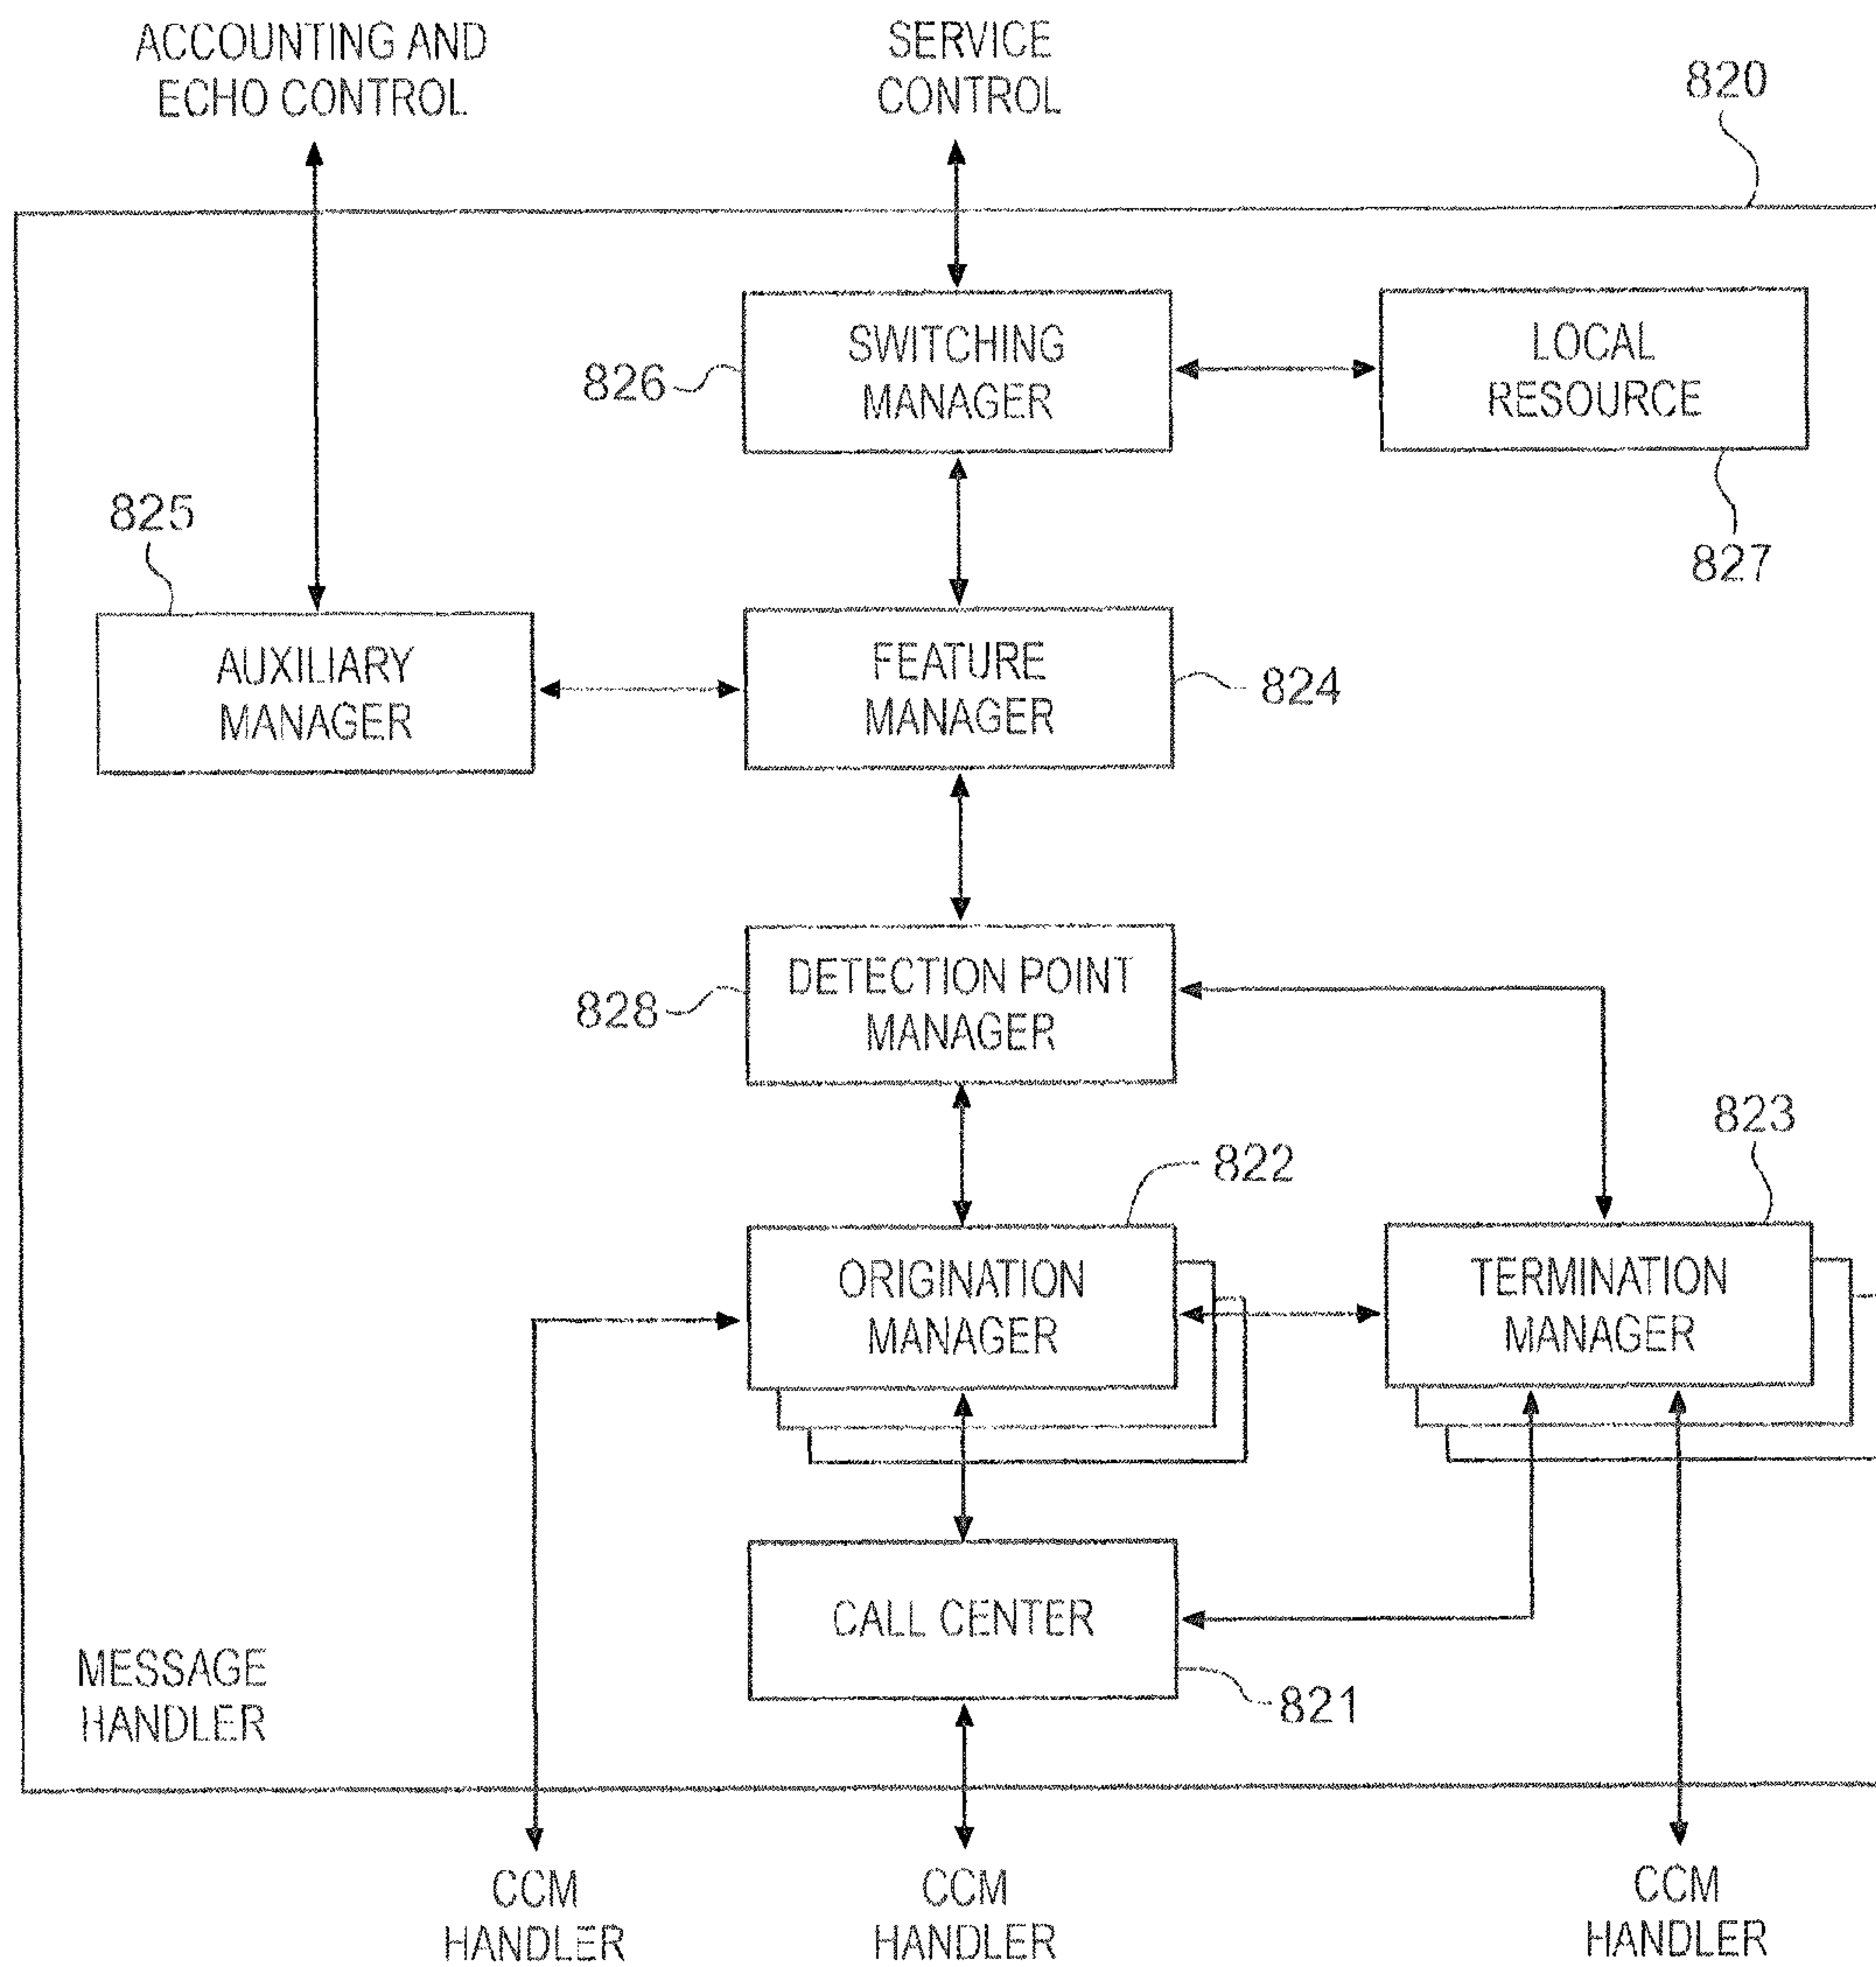 ACCOUNTING AND
ECHO CONTROL
SERVICE
CONTROL
820
SWITCHING
MANAGER
826
LOCAL
RESOURCE
827
825
AUXILIARY
MANAGER
FEATURE
MANAGER
824
DETECTION POINT
MANAGER
828
822
823
ORIGINATION
MANAGER
TERMINATION
MANAGER
CALL CENTER
821
MESSAGE
HANDLER
CCM
HANDLER
CCM
HANDLER
CCM
HANDLER